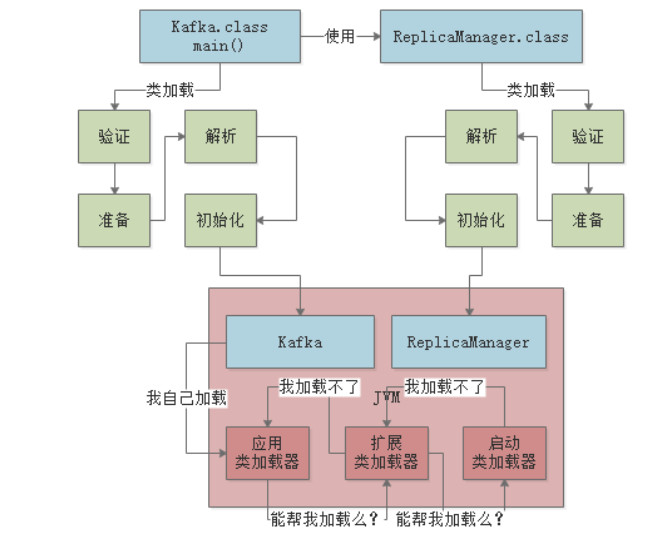 Kafka.class
main()
使用
ReplicaManager.class
类加载
类加载
验证
解析
解析
验证
准备
初始化
初始化
准备
Kafka
ReplicaManager
我自己加载
我加载不了
JVM
我加载不了
应用
类加载器
扩展
类加载器
启动
类加载器
能帮我加载么?
能帮我加载么?